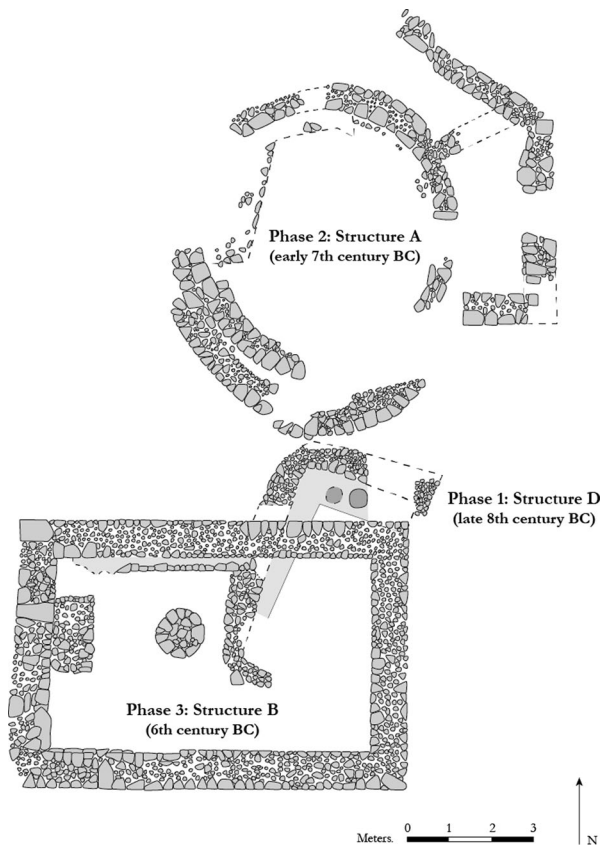 Phase 2: Structure A
(early 7th century BC)
Phase 1: Structure D
(late 8th century BC)
Phase 3: Structure B
(6th century BC)
0 1 2 3
Meters.
N